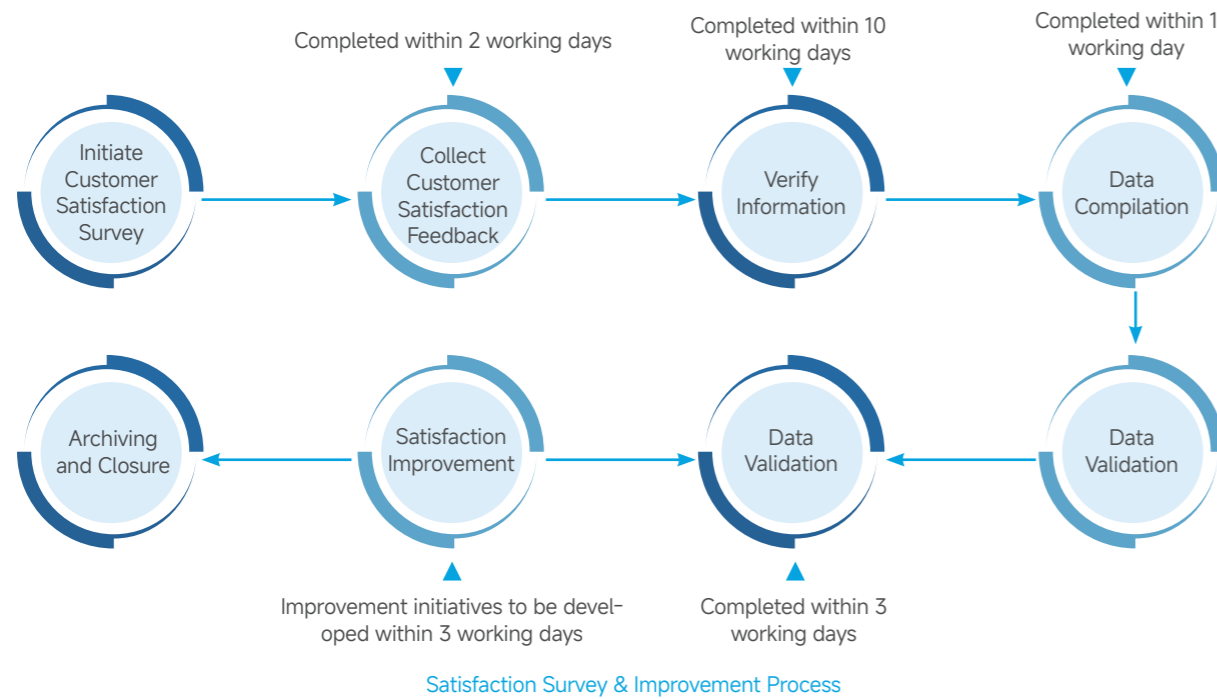 Completed within 2 working days
Completed within 10
working days
Completed within 1
working day
Initiate
Customer
Satisfaction
Survey
Collect
Customer
Satisfaction
Feedback
Verify
Information
Data
Compilation
Archiving
and Closure
Satisfaction
Improvement
Data
Validation
Data
Validation
Improvement initiatives to be devel-
oped within 3 working days
Completed within 3
working days
Satisfaction Survey & Improvement Process